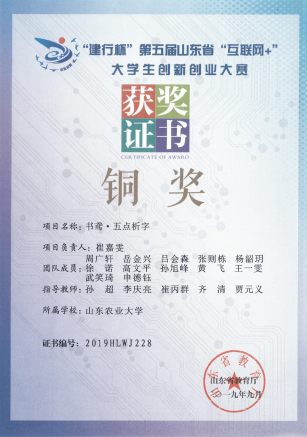 “建行杯”第五届山东省“互联网+”
大学生创新创业大赛
获奖
证书
CERTIFICATE OF AWARD
铜奖
项目名称：书鸢·五点析字
项目负责人：崔嘉雯
周广轩 岳金兴 吕会森 张则栋 杨韶玥
团队成员：徐诺 高文平 孙旭峰 黄飞 王一雯
武笑琦 申德钰
指导教师：孙超 李庆亮 崔丙群 齐清 贾元义
所属学校：山东农业大学
证书编号：2019HLWJ228
山东省教育厅
二〇一九年九月